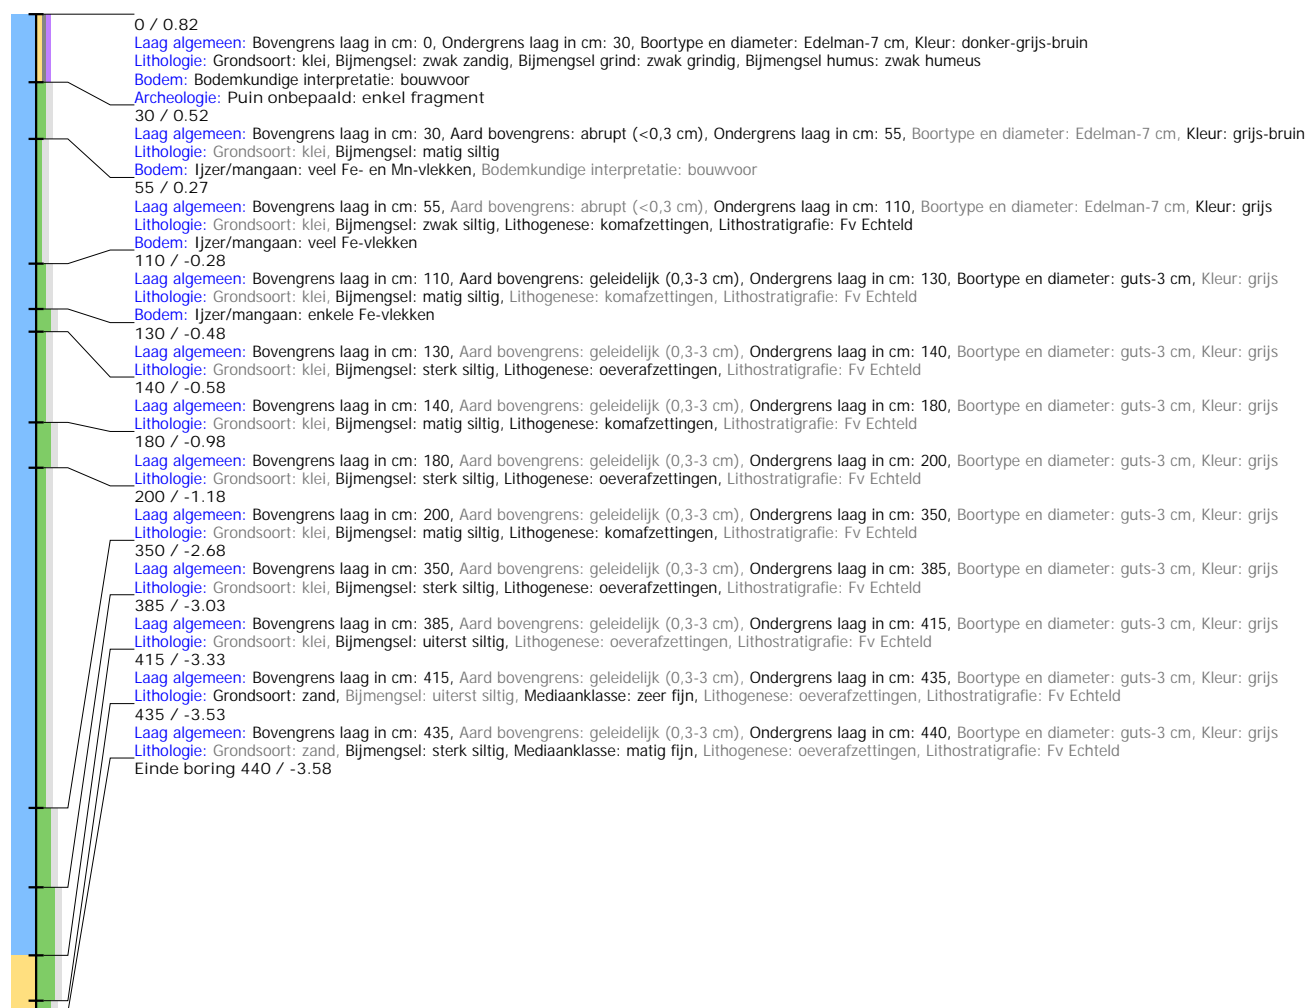 0 / 0.82
Laag algemeen: Bovengrens laag in cm: 0, Ondergrens laag in cm: 30, Boortype en diameter: Edelman-7 cm, Kleur: donker-grijs-bruin
Lithologie: Grondsoort: klei, Bijmengsel: zwak zandig, Bijmengsel grind: zwak grindig, Bijmengsel humus: zwak humeus
Bodem: Bodemkundige interpretatie: bouwvoor
Archeologie: Puin onbepaald: enkel fragment
30 / 0.52
Laag algemeen: Bovengrens laag in cm: 30, Aard bovengrens: abrupt (<0,3 cm), Ondergrens laag in cm: 55, Boortype en diameter: Edelman-7 cm, Kleur: grijs-bruin
Lithologie: Grondsoort: klei, Bijmengsel: matig siltig
Bodem: Ijzer/mangaan: veel Fe- en Mn-vlekken, Bodemkundige interpretatie: bouwvoor
55 / 0.27
Laag algemeen: Bovengrens laag in cm: 55, Aard bovengrens: abrupt (<0,3 cm), Ondergrens laag in cm: 110, Boortype en diameter: Edelman-7 cm, Kleur: grijs
Lithologie: Grondsoort: klei, Bijmengsel: zwak siltig, Lithogenese: komafzettingen, Lithostratigrafie: Fv Echteld
Bodem: Ijzer/mangaan: veel Fe-vlekken
110 / -0.28
Laag algemeen: Bovengrens laag in cm: 110, Aard bovengrens: geleidelijk (0,3-3 cm), Ondergrens laag in cm: 130, Boortype en diameter: guts-3 cm, Kleur: grijs
Lithologie: Grondsoort: klei, Bijmengsel: matig siltig, Lithogenese: komafzettingen, Lithostratigrafie: Fv Echteld
Bodem: Ijzer/mangaan: enkele Fe-vlekken
130 / -0.48
Laag algemeen: Bovengrens laag in cm: 130, Aard bovengrens: geleidelijk (0,3-3 cm), Ondergrens laag in cm: 140, Boortype en diameter: guts-3 cm, Kleur: grijs
Lithologie: Grondsoort: klei, Bijmengsel: sterk siltig, Lithogenese: oeverafzettingen, Lithostratigrafie: Fv Echteld
140 / -0.58
Laag algemeen: Bovengrens laag in cm: 140, Aard bovengrens: geleidelijk (0,3-3 cm), Ondergrens laag in cm: 180, Boortype en diameter: guts-3 cm, Kleur: grijs
Lithologie: Grondsoort: klei, Bijmengsel: matig siltig, Lithogenese: komafzettingen, Lithostratigrafie: Fv Echteld
180 / -0.98
Laag algemeen: Bovengrens laag in cm: 180, Aard bovengrens: geleidelijk (0,3-3 cm), Ondergrens laag in cm: 200, Boortype en diameter: guts-3 cm, Kleur: grijs
Lithologie: Grondsoort: klei, Bijmengsel: sterk siltig, Lithogenese: oeverafzettingen, Lithostratigrafie: Fv Echteld
200 / -1.18
Laag algemeen: Bovengrens laag in cm: 200, Aard bovengrens: geleidelijk (0,3-3 cm), Ondergrens laag in cm: 350, Boortype en diameter: guts-3 cm, Kleur: grijs
Lithologie: Grondsoort: klei, Bijmengsel: matig siltig, Lithogenese: komafzettingen, Lithostratigrafie: Fv Echteld
350 / -2.68
Laag algemeen: Bovengrens laag in cm: 350, Aard bovengrens: geleidelijk (0,3-3 cm), Ondergrens laag in cm: 385, Boortype en diameter: guts-3 cm, Kleur: grijs
Lithologie: Grondsoort: klei, Bijmengsel: sterk siltig, Lithogenese: oeverafzettingen, Lithostratigrafie: Fv Echteld
385 / -3.03
Laag algemeen: Bovengrens laag in cm: 385, Aard bovengrens: geleidelijk (0,3-3 cm), Ondergrens laag in cm: 415, Boortype en diameter: guts-3 cm, Kleur: grijs
Lithologie: Grondsoort: klei, Bijmengsel: uiterst siltig, Lithogenese: oeverafzettingen, Lithostratigrafie: Fv Echteld
415 / -3.33
Laag algemeen: Bovengrens laag in cm: 415, Aard bovengrens: geleidelijk (0,3-3 cm), Ondergrens laag in cm: 435, Boortype en diameter: guts-3 cm, Kleur: grijs
Lithologie: Grondsoort: zand, Bijmengsel: uiterst siltig, Mediaanklasse: zeer fijn, Lithogenese: oeverafzettingen, Lithostratigrafie: Fv Echteld
435 / -3.53
Laag algemeen: Bovengrens laag in cm: 435, Aard bovengrens: geleidelijk (0,3-3 cm), Ondergrens laag in cm: 440, Boortype en diameter: guts-3 cm, Kleur: grijs
Lithologie: Grondsoort: zand, Bijmengsel: sterk siltig, Mediaanklasse: matig fijn, Lithogenese: oeverafzettingen, Lithostratigrafie: Fv Echteld
Einde boring 440 / -3.58